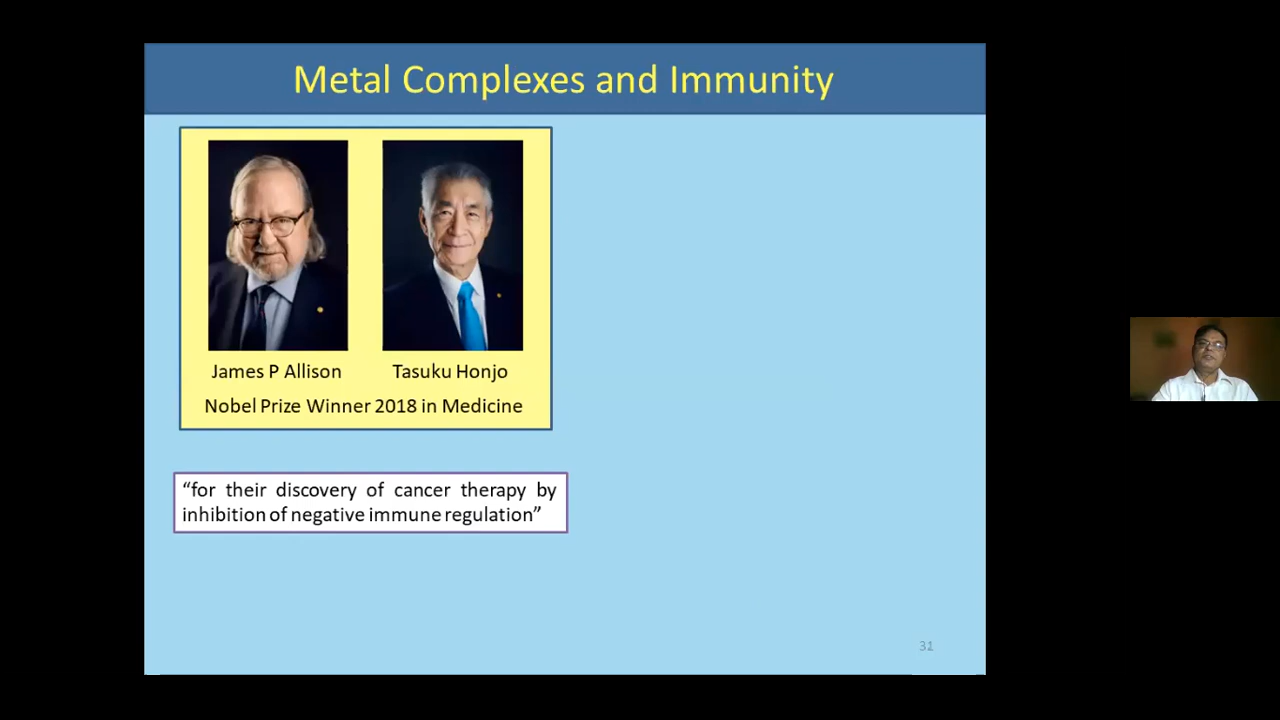 Metal Complexes and Immunity
James P Allison
Tasuku Honjo
Nobel Prize Winner 2018 in Medicine
“for their discovery of cancer therapy by
inhibition of negative immune regulation”
31